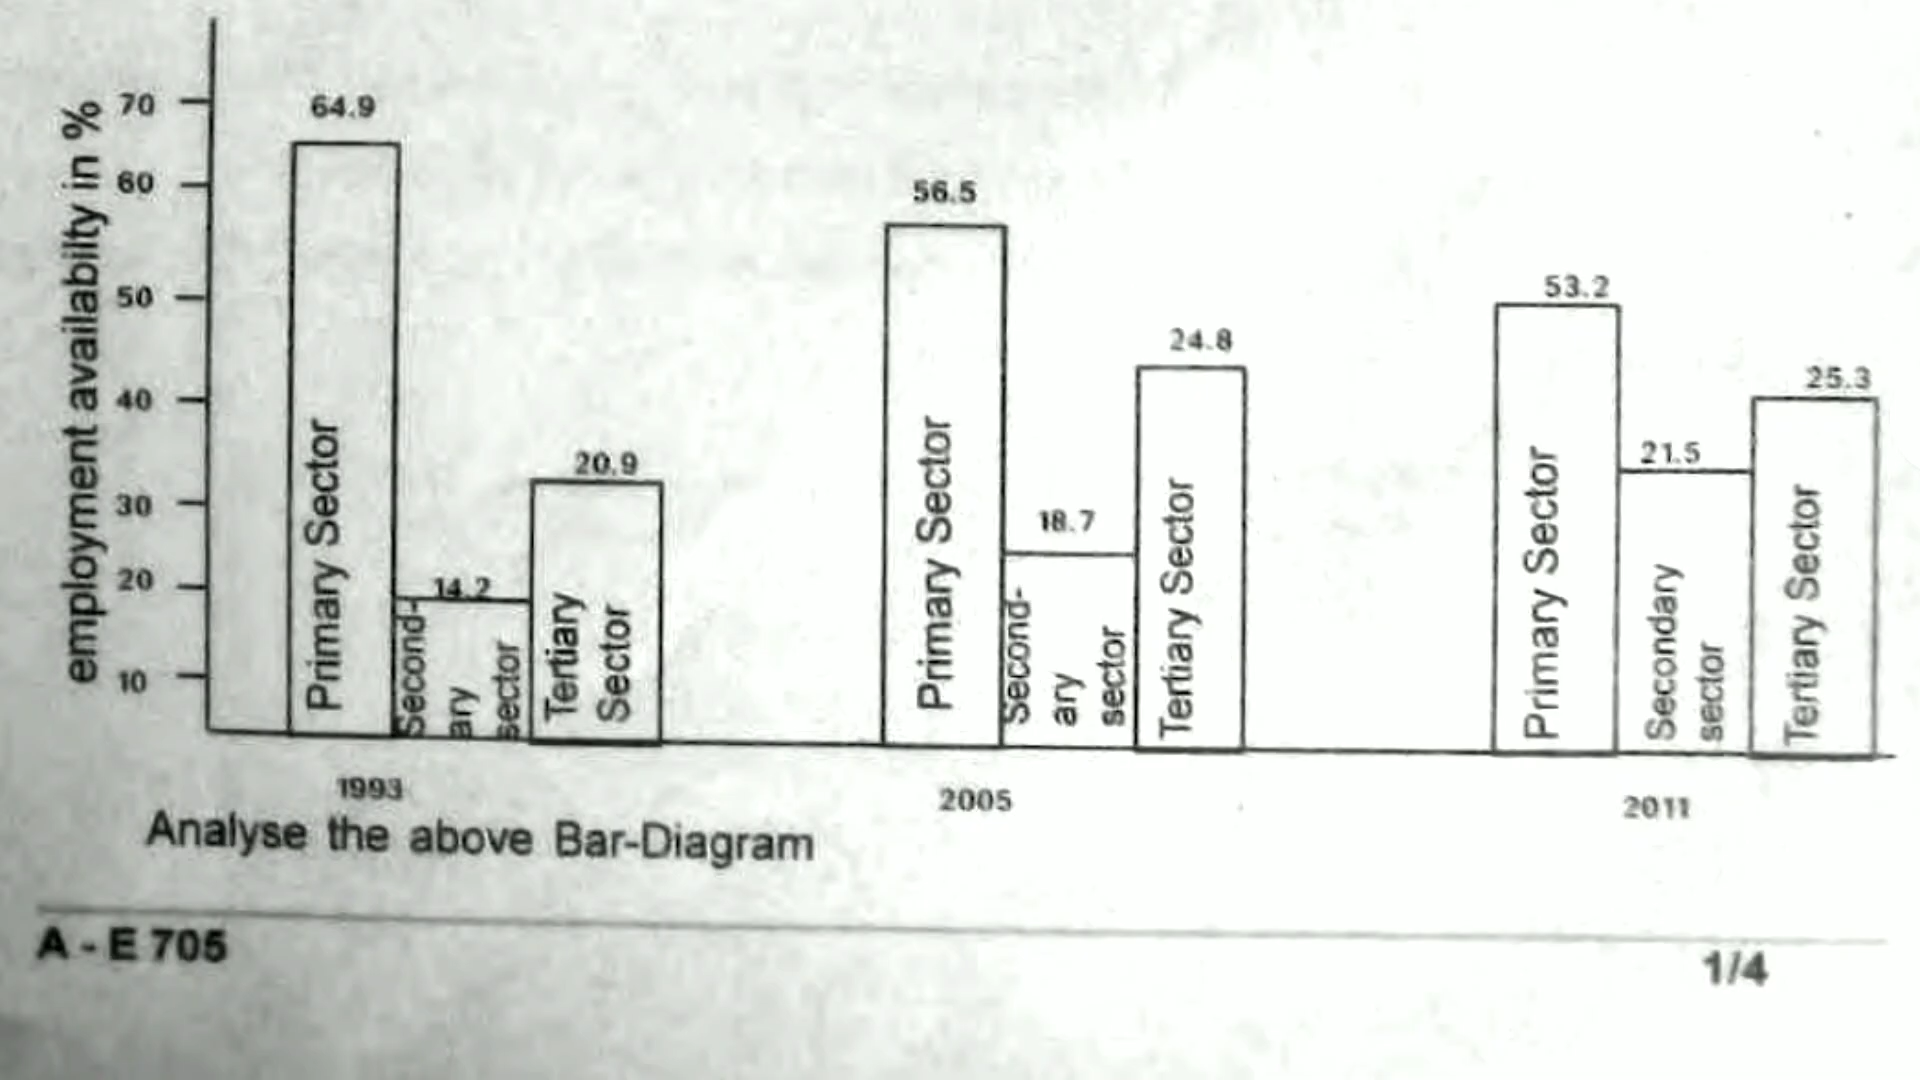 employment availabilty in %
70
60
50
40
30
20
10
64.9
14.2
20.9
Primary Sector
Second-
ary
sector
Tertiary
Sector
56.5
18.7
24.8
Primary Sector
Second-
ary
sector
Tertiary Sector
53.2
21.5
25.3
Primary Sector
Secondary
sector
Tertiary Sector
1993
2005
2011
Analyse the above Bar-Diagram
A - E 705
1/4